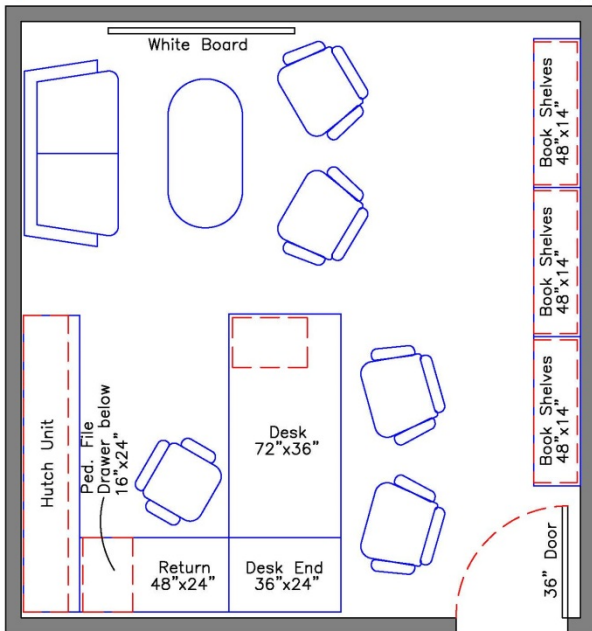 White Board
Book Shelves
48"x14"
Book Shelves
48"x14"
Book Shelves
48"x14"
Hutch Unit
Ped. File
Drawer below
16"x24"
Desk
72"x36"
Return
48"x24"
Desk End
36"x24"
36" Door